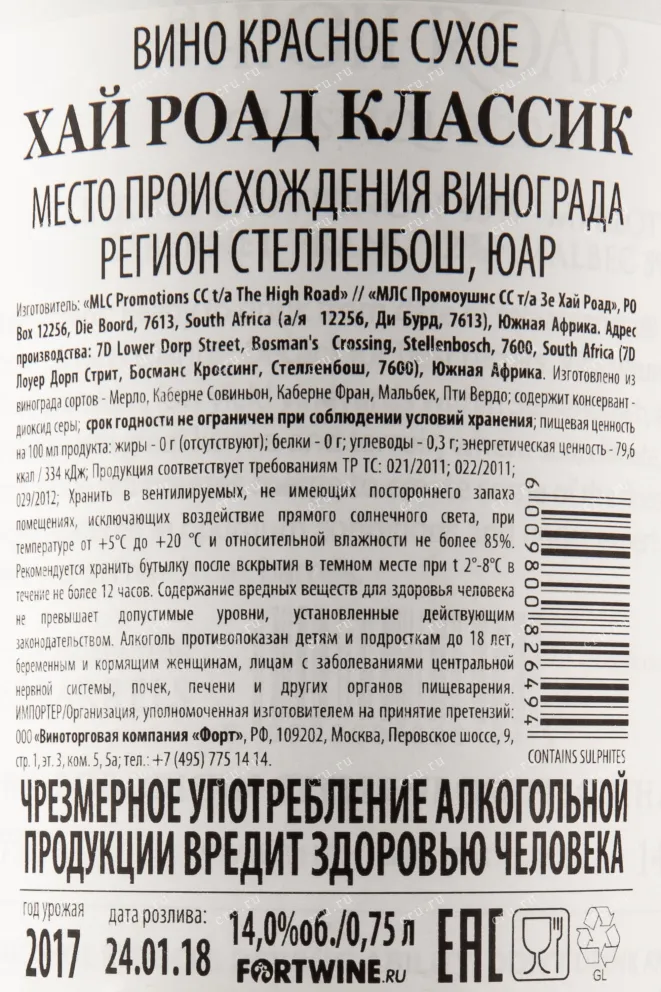 ВИНО КРАСНОЕ СУХОЕ
ХАЙ РОАД КЛАССИК
МЕСТО ПРОИСХОЖДЕНИЯ ВИНОГРАДА
РЕГИОН СТЕЛЛЕНБОШ, ЮАР
Изготовитель: «MLC Promotions CC t/a The High Road» // «МЛС Промоушнс СС т/а Зе Хай Роад», PO
Box 12256, Die Boord, 7613, South Africa (а/я 12256, Ди Бурд, 7613), Южная Африка. Адрес
производства: 7D Lower Dorp Street, Bosman's Crossing, Stellenbosch, 7600, South Africa (7D
Лоуер Дорп Стрит, Босманс Кроссинг, Стелленбош, 7600), Южная Африка. Изготовлено из
винограда сортов - Мерло, Каберне Совиньон, Каберне Фран, Мальбек, Пти Вердо; содержит консервант -
диоксид серы; срок годности не ограничен при соблюдении условий хранения; пищевая ценность
на 100 мл продукта: жиры - 0 г (отсутствуют); белки - 0 г; углеводы - 0,3 г; энергетическая ценность - 79,6
ккал / 334 кДж; Продукция соответствует требованиям ТР ТС: 021/2011; 022/2011;
029/2012; Хранить в вентилируемых, не имеющих постороннего запаха
помещениях, исключающих воздействие прямого солнечного света, при
температуре от +5°C до +20 °C и относительной влажности не более 85%.
Рекомендуется хранить бутылку после вскрытия в темном месте при t 2°-8°C в
течение не более 12 часов. Содержание вредных веществ для здоровья человека
не превышает допустимые уровни, установленные действующим
законодательством. Алкоголь противопоказан детям и подросткам до 18 лет,
беременным и кормящим женщинам, лицам с заболеваниями центральной
нервной системы, почек, печени и других органов пищеварения.
ИМПОРТЕР/Организация, уполномоченная изготовителем на принятие претензий:
ООО «Виноторговая компания «Форт», РФ, 109202, Москва, Перовское шоссе, 9,
стр. 1, эт. 3, ком. 5, 5а; тел.: +7 (495) 775 14 14.
6009800826494
CONTAINS SULPHITES
ЧРЕЗМЕРНОЕ УПОТРЕБЛЕНИЕ АЛКОГОЛЬНОЙ
ПРОДУКЦИИ ВРЕДИТ ЗДОРОВЬЮ ЧЕЛОВЕКА
год урожая
2017
дата розлива:
24.01.18
14,0%об./0,75 л
FORTWINE.RU
EAC
GL